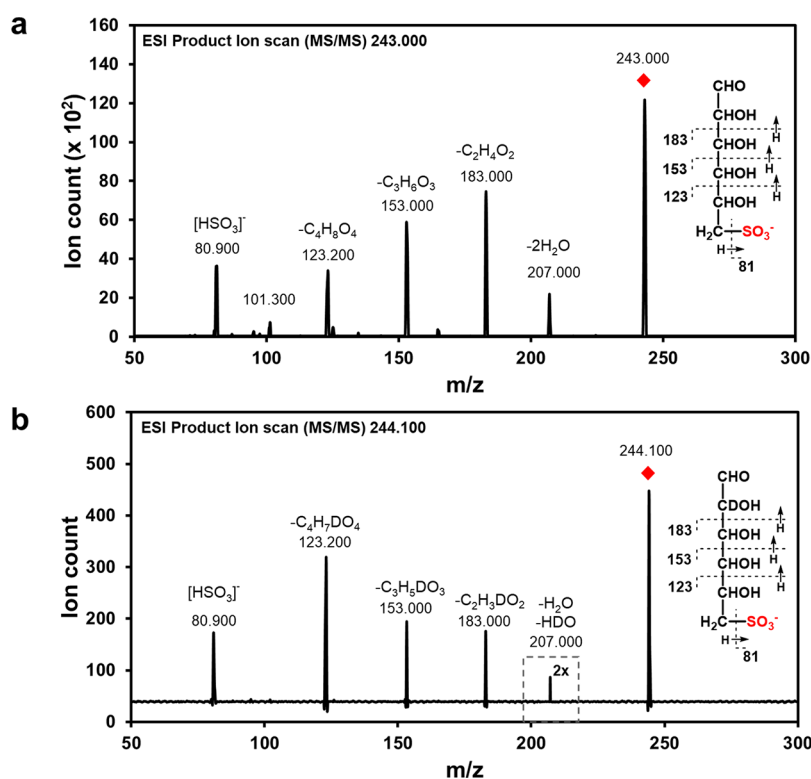 a
ESI Product Ion scan (MS/MS) 243.000
Ion count (x 10²)
160
140
120
100
80
60
40
20
0
50
100
150
200
250
300
m/z
[HSO₃]⁻
80.900
101.300
-C₄H₈O₄
123.200
-C₃H₆O₃
153.000
-C₂H₄O₂
183.000
-2H₂O
207.000
243.000
CHO
CHOH
183
H
CHOH
153
H
CHOH
123
H
CHOH
H₂C SO₃⁻
H
81
b
ESI Product Ion scan (MS/MS) 244.100
Ion count
600
500
400
300
200
100
0
50
100
150
200
250
300
m/z
[HSO₃]⁻
80.900
-C₄H₇DO₄
123.200
-C₃H₅DO₃
153.000
-C₂H₃DO₂
183.000
-H₂O
-HDO
207.000
2x
244.100
CHO
CDOH
183
H
CHOH
153
H
CHOH
123
H
CHOH
H₂C SO₃⁻
H
81